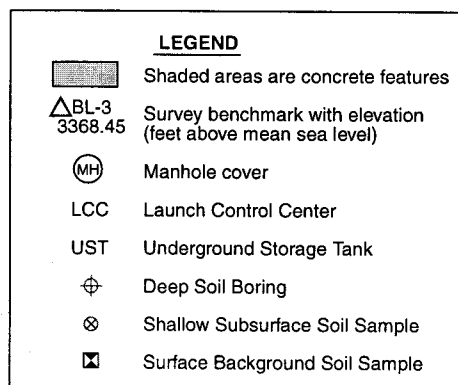 LEGEND
Shaded areas are concrete features
△BL-3
3368.45
Survey benchmark with elevation
(feet above mean sea level)
MH Manhole cover
LCC Launch Control Center
UST Underground Storage Tank
Deep Soil Boring
Shallow Subsurface Soil Sample
Surface Background Soil Sample